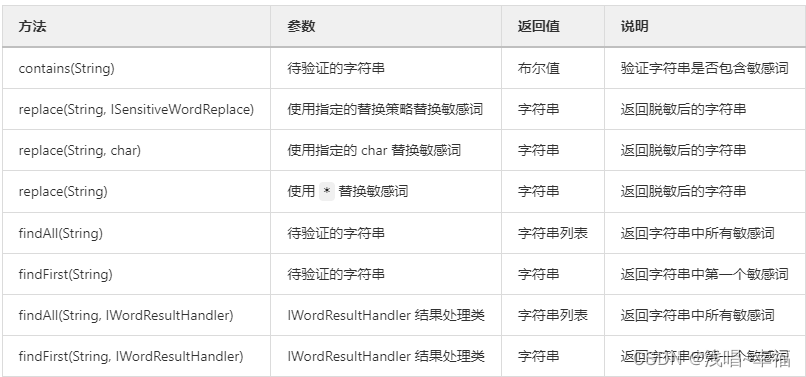 方法 参数 返回值 说明
contains(String) 待验证的字符串 布尔值 验证字符串是否包含敏感词
replace(String, ISensitiveWordReplace) 使用指定的替换策略替换敏感词 字符串 返回脱敏后的字符串
replace(String, char) 使用指定的 char 替换敏感词 字符串 返回脱敏后的字符串
replace(String) 使用 * 替换敏感词 字符串 返回脱敏后的字符串
findAll(String) 待验证的字符串 字符串列表 返回字符串中所有敏感词
findFirst(String) 待验证的字符串 字符串 返回字符串中第一个敏感词
findAll(String, IWordResultHandler) IWordResultHandler 结果处理类 字符串列表 返回字符串中所有敏感词
findFirst(String, IWordResultHandler) IWordResultHandler 结果处理类 字符串 返回字符串中第一个敏感词
CSDN @浅唱~幸福